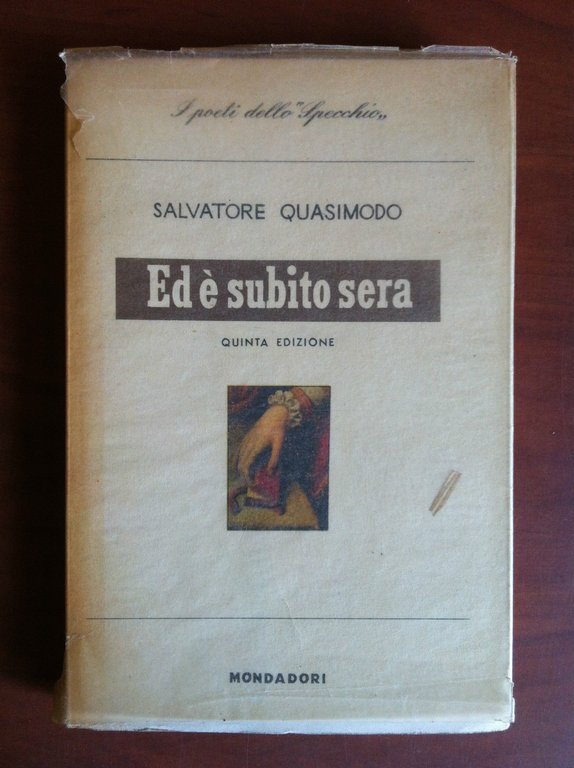 I poeti dello "Specchio„
SALVATORE QUASIMODO
Ed è subito sera
QUINTA EDIZIONE
MONDADORI